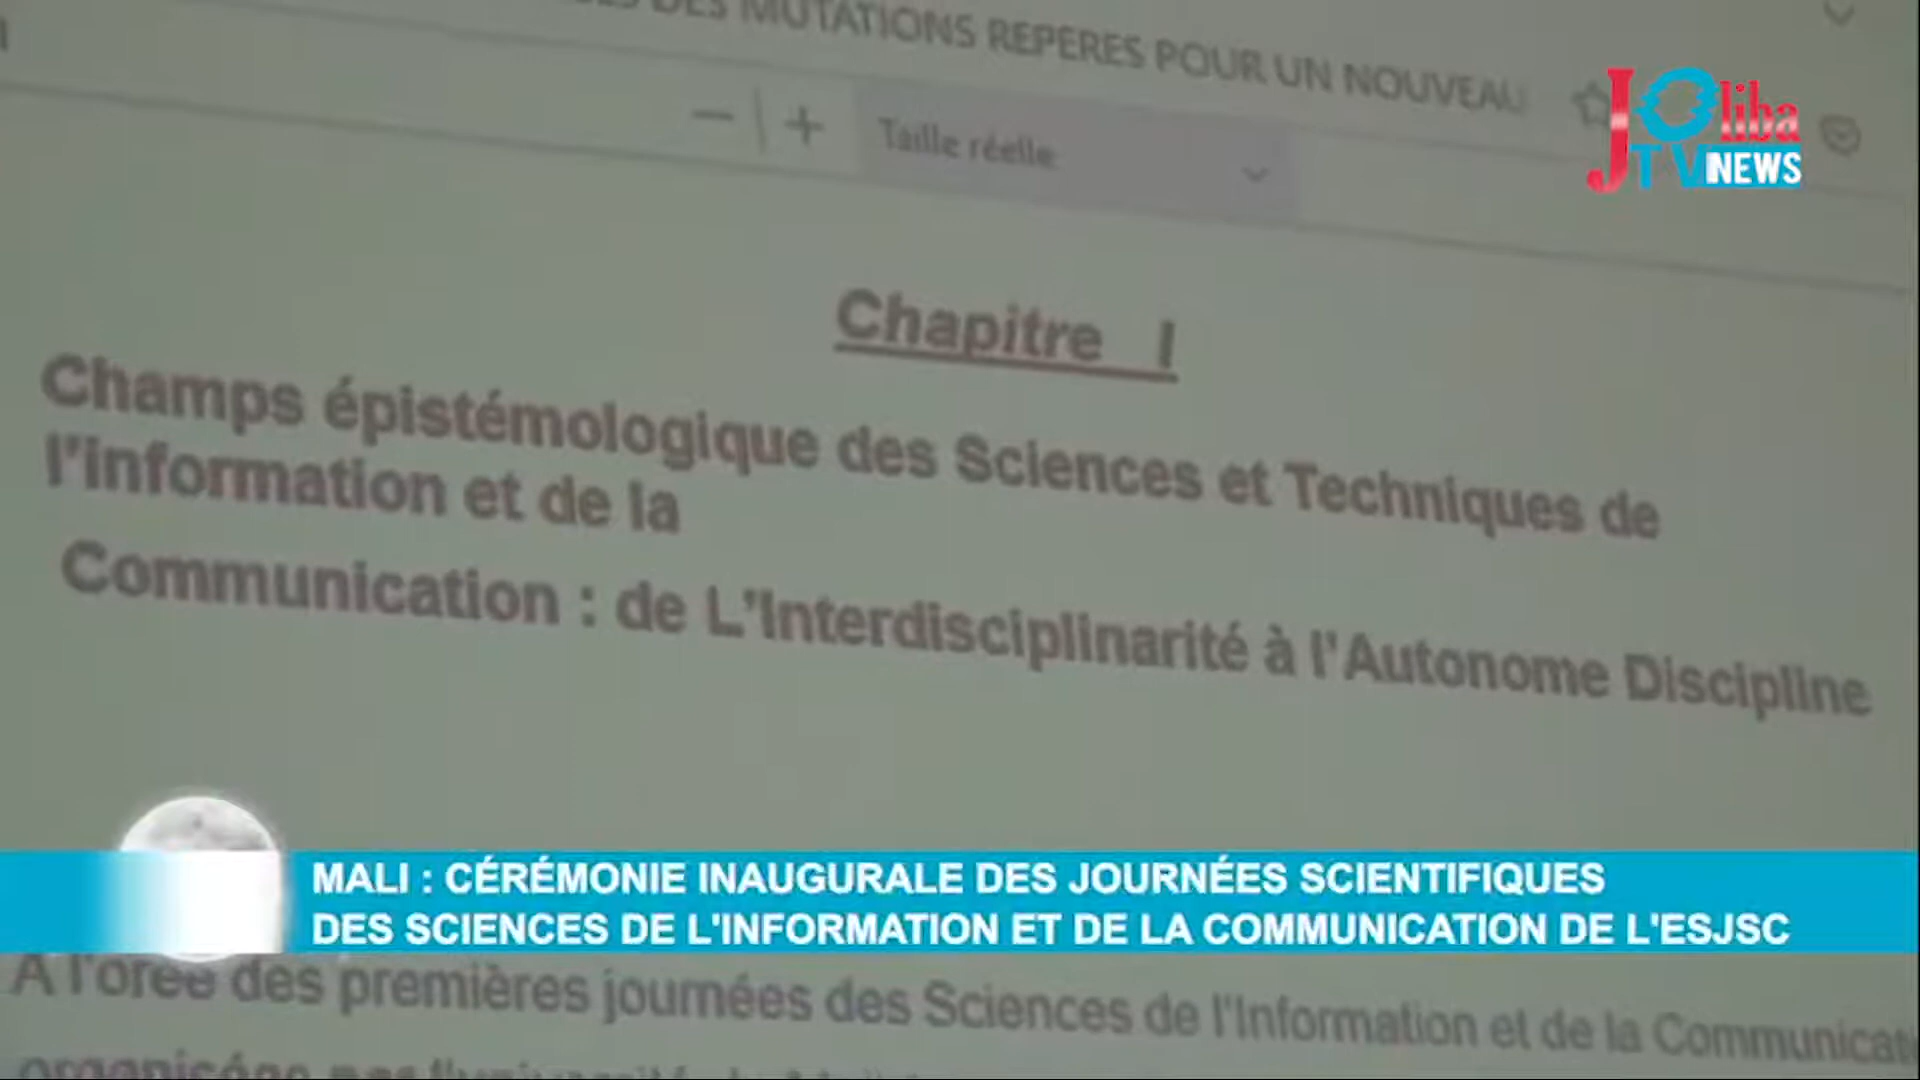 DES MUTATIONS REPERES POUR UN NOUVEAU
Joliba
TV NEWS
− | + Taille réelle
Chapitre I
Champs épistémologique des Sciences et Techniques de
l'information et de la
Communication : de L'Interdisciplinarité à l'Autonome Discipline
MALI : CÉRÉMONIE INAUGURALE DES JOURNÉES SCIENTIFIQUES
DES SCIENCES DE L'INFORMATION ET DE LA COMMUNICATION DE L'ESJSC
A l'orée des premières journées des Sciences de l'Information et de la